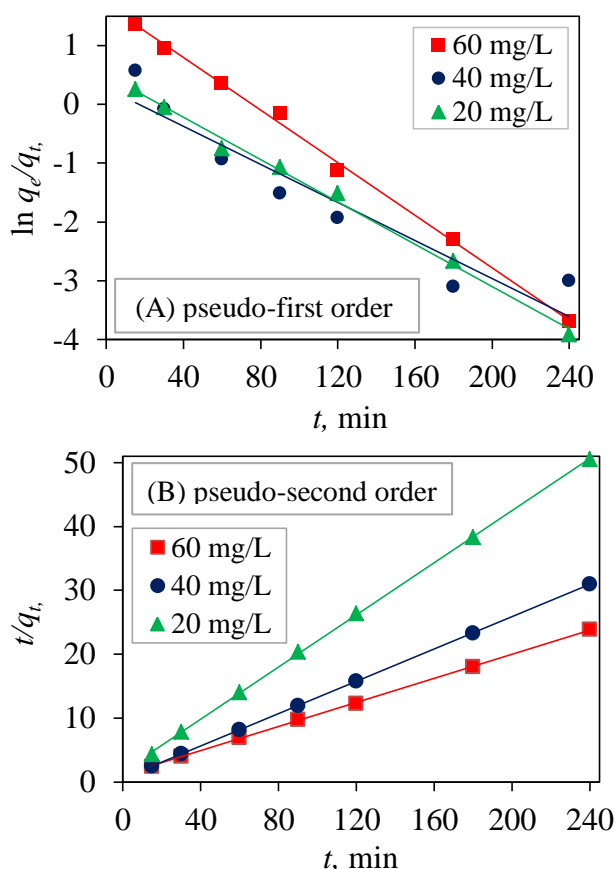 1
0
-1
-2
-3
-4
ln qe/qt,
60 mg/L
40 mg/L
20 mg/L
(A) pseudo-first order
0 40 80 120 160 200 240
t, min
50
40
30
20
10
0
t/qt,
(B) pseudo-second order
60 mg/L
40 mg/L
20 mg/L
0 40 80 120 160 200 240
t, min